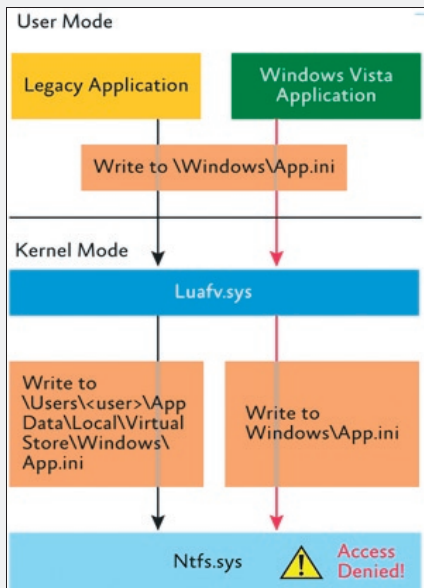 User Mode
Legacy Application
Windows Vista
Application
Write to \Windows\App.ini
Kernel Mode
Luafv.sys
Write to
\Users\<user>\App
Data\Local\Virtual
Store\Windows\
App.ini
Write to
Windows\App.ini
Ntfs.sys
Access
Denied!